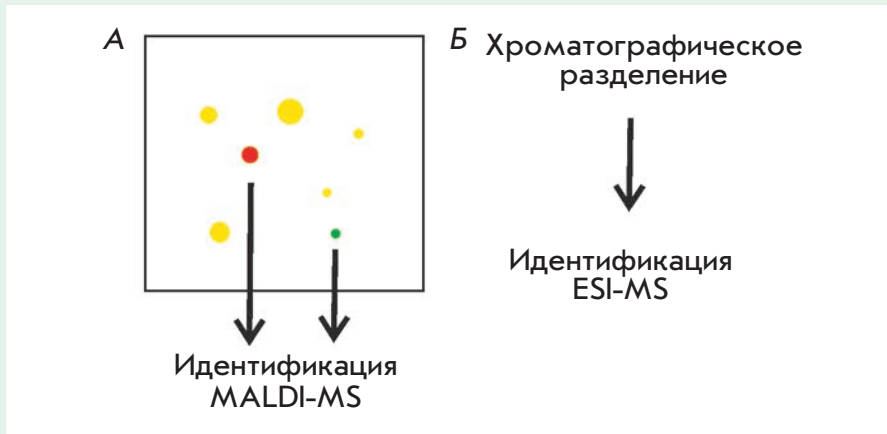 А
Идентификация
MALDI-MS
Б Хроматографическое
разделение
Идентификация
ESI-MS